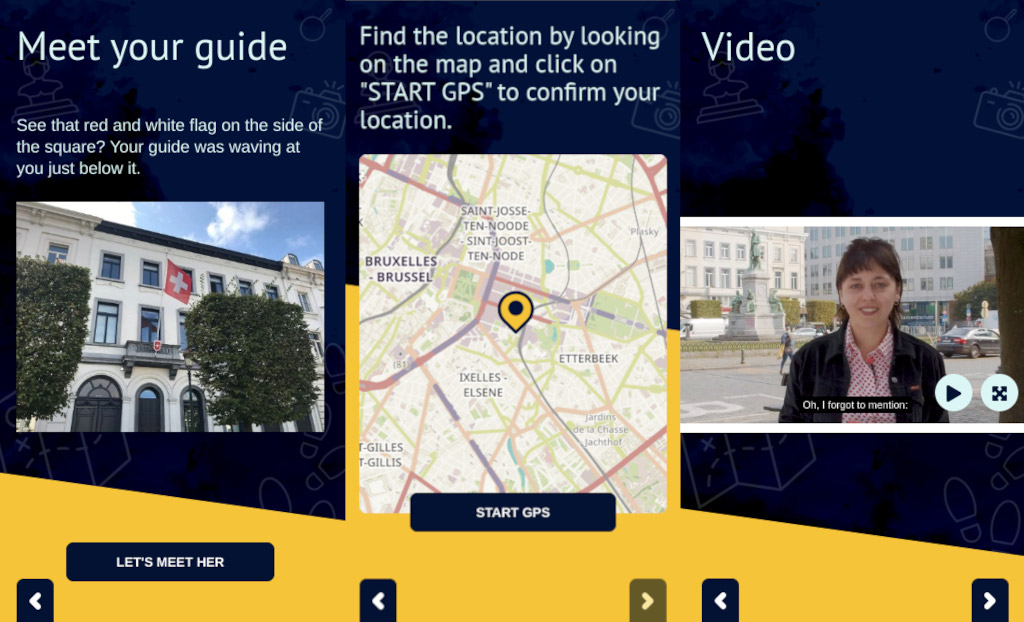 Meet your guide
See that red and white flag on the side of
the square? Your guide was waving at
you just below it.
LET'S MEET HER
Find the location by looking
on the map and click on
"START GPS" to confirm your
location.
SAINT-JOSSE-
TEN-NOODE
- SINT-JOOST-
TEN-NODE
Plasky
BRUXELLES
- BRUSSEL
ETTERBEEK
(81)
IXELLES -
ELSENE
Jardins
de la Chasse
Jachthof
T-GILLES
T-GILLIS
START GPS
Video
Oh, I forgot to mention: